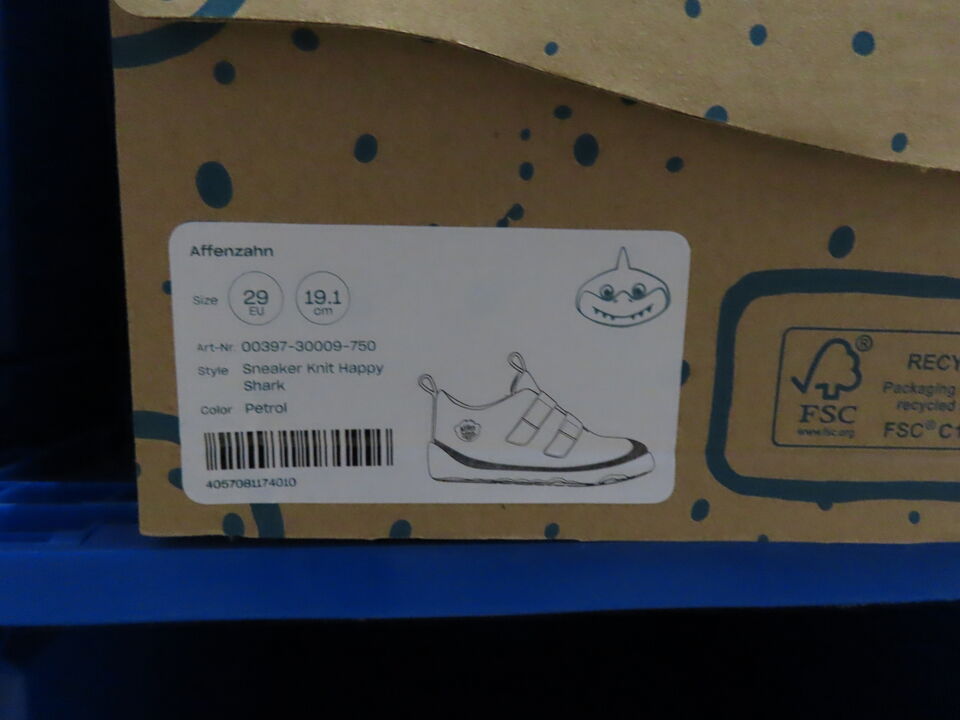 Affenzahn
Size 29 EU 19.1 cm
Art-Nr. 00397-30009-750
Style Sneaker Knit Happy
Shark
Color Petrol
4057081174010
FSC®
www.fsc.org
RECY
Packaging
recycled
FSC® C1